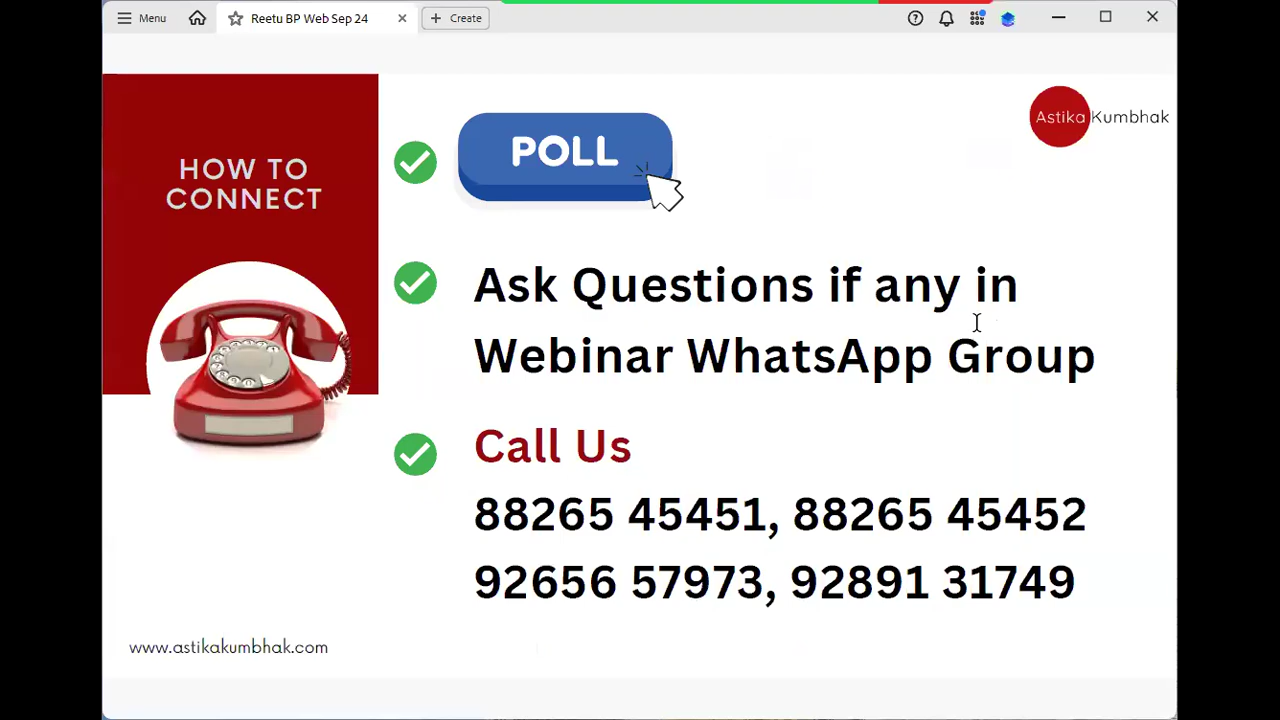 Menu
Reetu BP Web Sep 24
Create
HOW TO
CONNECT
POLL
Astika Kumbhak
Ask Questions if any in
Webinar WhatsApp Group
Call Us
88265 45451, 88265 45452
92656 57973, 92891 31749
www.astikakumbhak.com